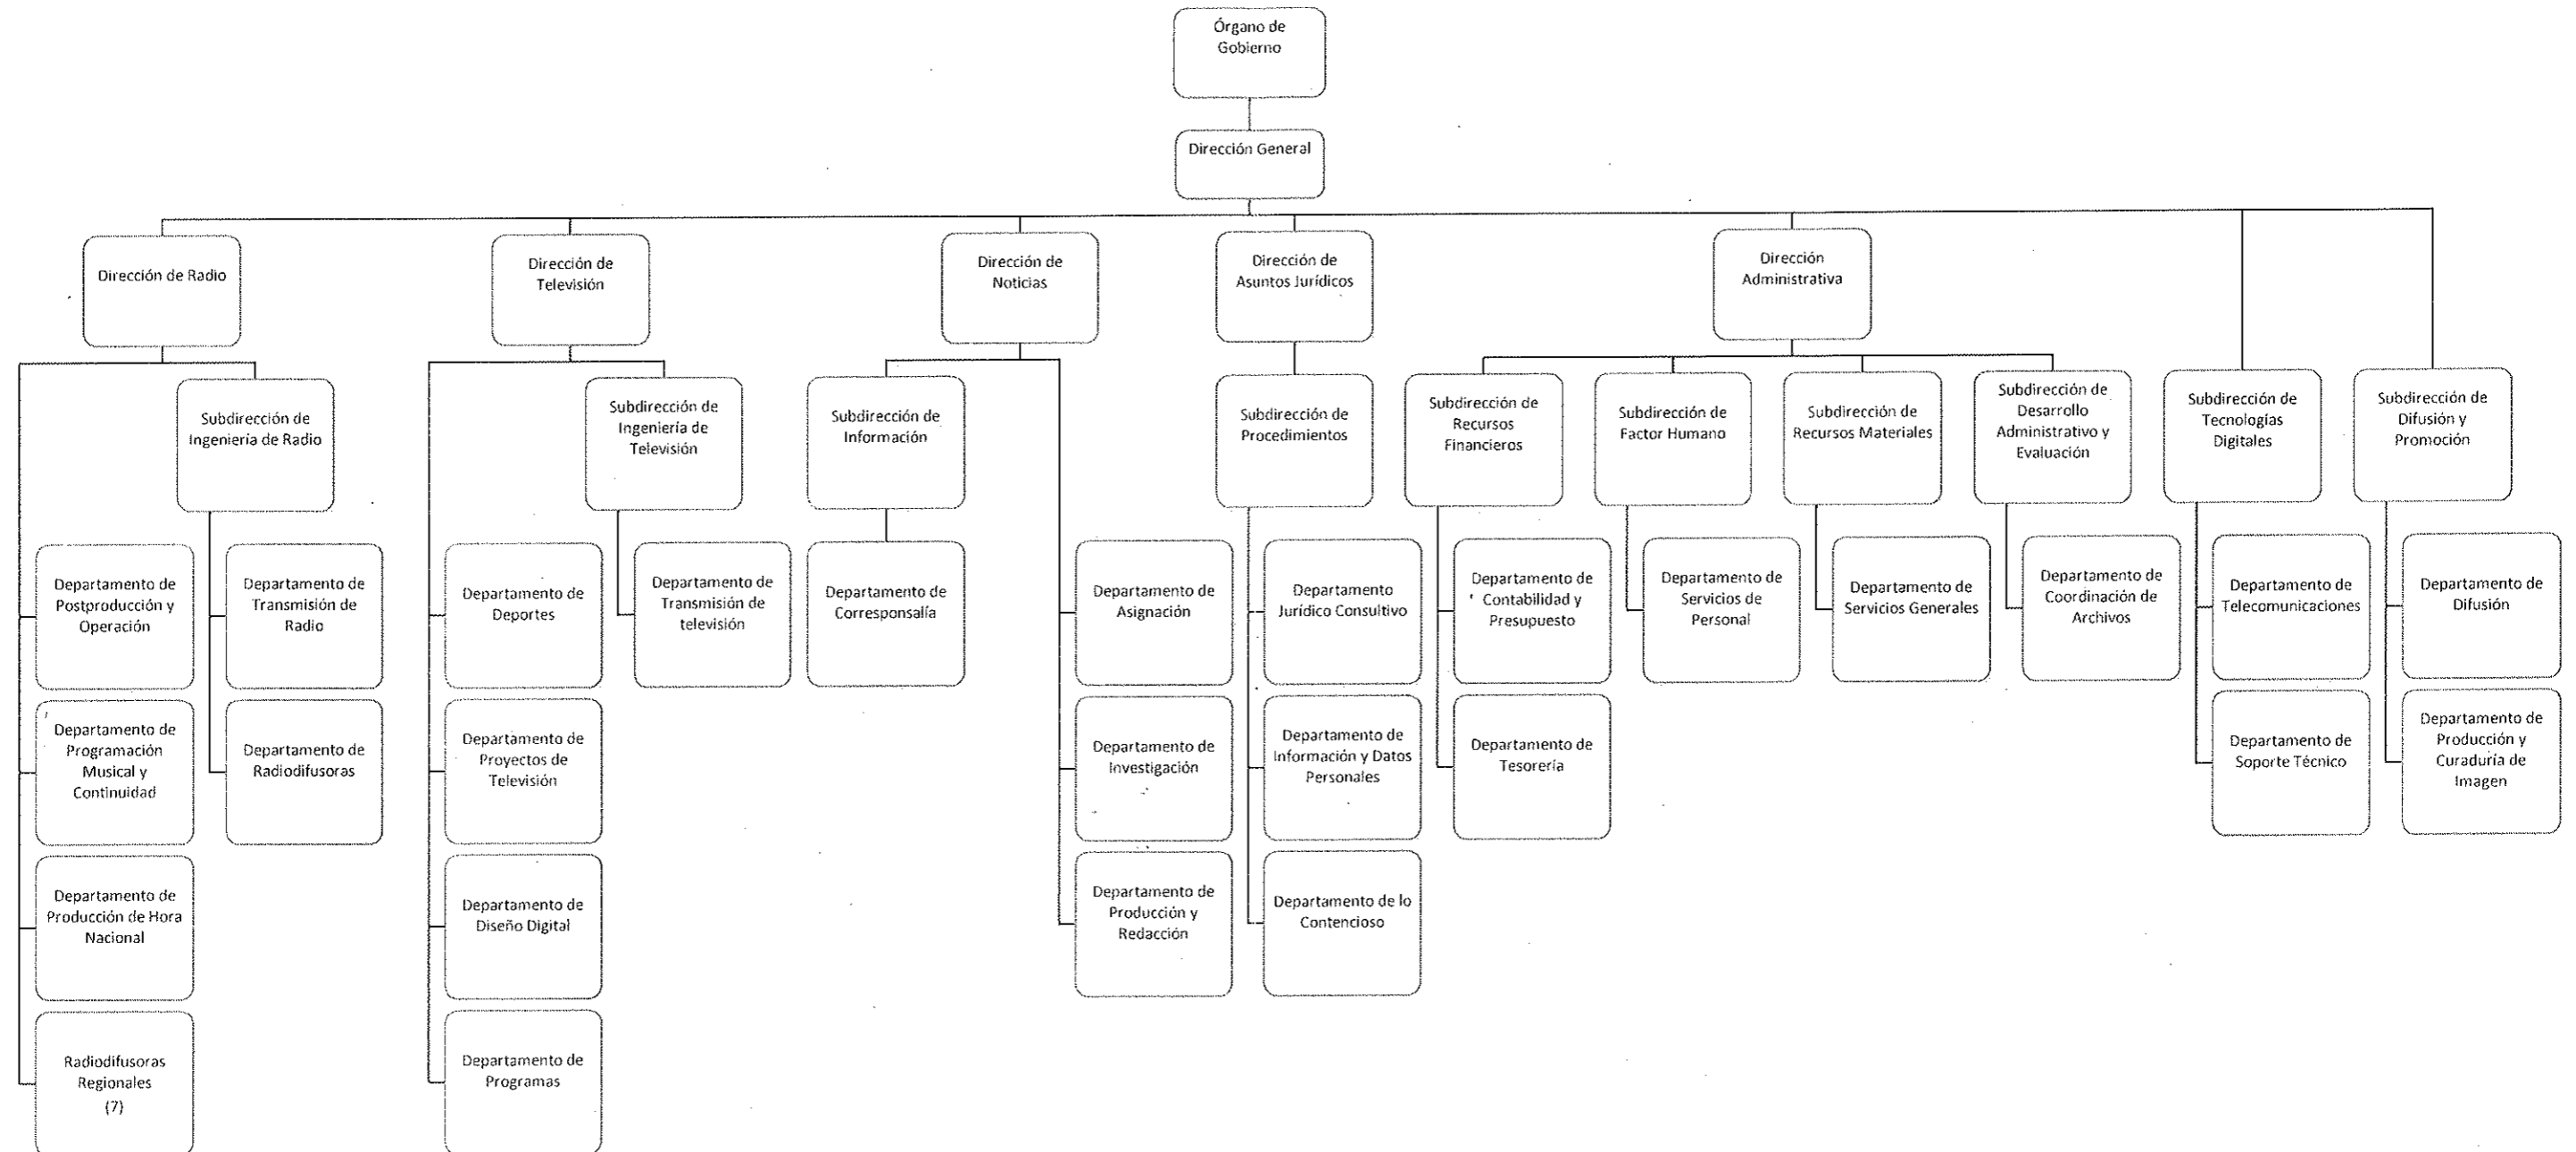 Órgano de
Gobierno
Dirección General
Dirección de Radio
Dirección de
Televisión
Dirección de
Noticias
Dirección de
Asuntos Jurídicos
Dirección
Administrativa
Subdirección de
Ingeniería de Radio
Subdirección de
Ingeniería de
Televisión
Subdirección de
Información
Subdirección de
Procedimientos
Subdirección de
Recursos
Financieros
Subdirección de
Factor Humano
Subdirección de
Recursos Materiales
Subdirección de
Desarrollo
Administrativo y
Evaluación
Subdirección de
Tecnologías
Digitales
Subdirección de
Difusión y
Promoción
Departamento de
Postproducción y
Operación
Departamento de
Transmisión de
Radio
Departamento de
Deportes
Departamento de
Transmisión de
televisión
Departamento de
Corresponsalía
Departamento de
Asignación
Departamento
Jurídico Consultivo
Departamento de
Contabilidad y
Presupuesto
Departamento de
Servicios de
Personal
Departamento de
Servicios Generales
Departamento de
Coordinación de
Archivos
Departamento de
Telecomunicaciones
Departamento de
Difusión
Departamento de
Programación
Musical y
Continuidad
Departamento de
Radiodifusoras
Departamento de
Proyectos de
Televisión
Departamento de
Investigación
Departamento de
Información y Datos
Personales
Departamento de
Tesorería
Departamento de
Soporte Técnico
Departamento de
Producción y
Curaduría de
Imagen
Departamento de
Producción de Hora
Nacional
Departamento de
Diseño Digital
Departamento de
Producción y
Redacción
Departamento de lo
Contencioso
Radiodifusoras
Regionales
(7)
Departamento de
Programas